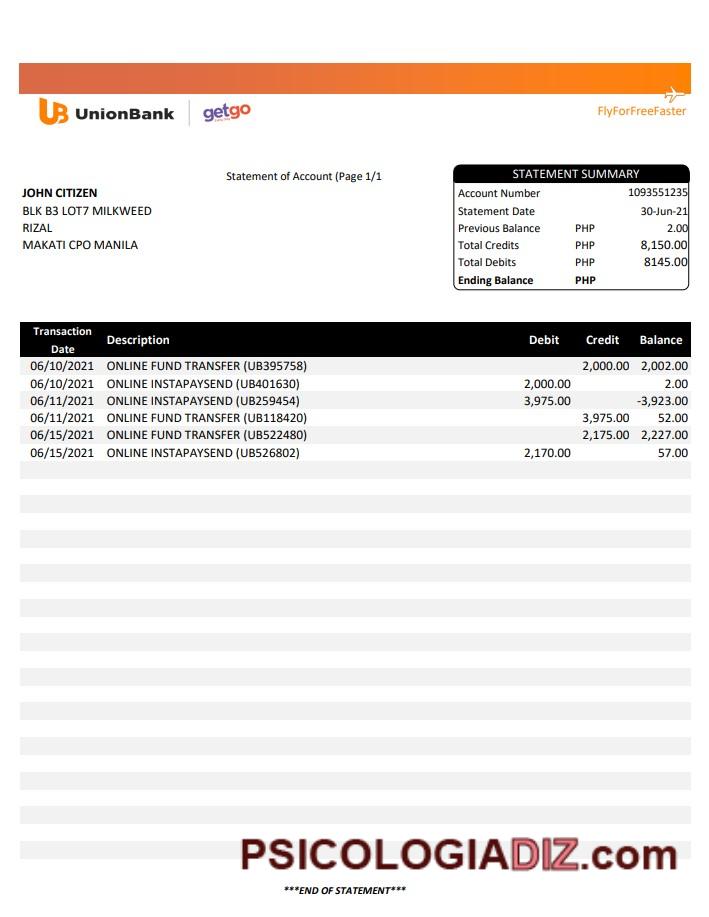 UnionBank getgo FlyForFreeFaster
Statement of Account (Page 1/1
JOHN CITIZEN
BLK B3 LOT7 MILKWEED
RIZAL
MAKATI CPO MANILA
STATEMENT SUMMARY
Account Number 1093551235
Statement Date 30-Jun-21
Previous Balance PHP 2.00
Total Credits PHP 8,150.00
Total Debits PHP 8145.00
Ending Balance PHP
Transaction Date Description Debit Credit Balance
06/10/2021 ONLINE FUND TRANSFER (UB395758) 2,000.00 2,002.00
06/10/2021 ONLINE INSTAPAYSEND (UB401630) 2,000.00 2.00
06/11/2021 ONLINE INSTAPAYSEND (UB259454) 3,975.00 -3,923.00
06/11/2021 ONLINE FUND TRANSFER (UB118420) 3,975.00 52.00
06/15/2021 ONLINE FUND TRANSFER (UB522480) 2,175.00 2,227.00
06/15/2021 ONLINE INSTAPAYSEND (UB526802) 2,170.00 57.00
PSICOLOGIADIZ.com
***END OF STATEMENT***